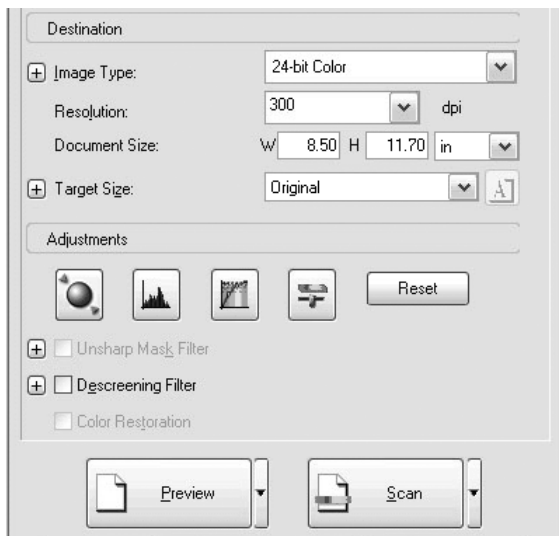 Destination
Image Type: 24-bit Color
Resolution: 300 dpi
Document Size: W 8.50 H 11.70 in
Target Size: Original A
Adjustments
Reset
Unsharp Mask Filter
Descreening Filter
Color Restoration
Preview Scan